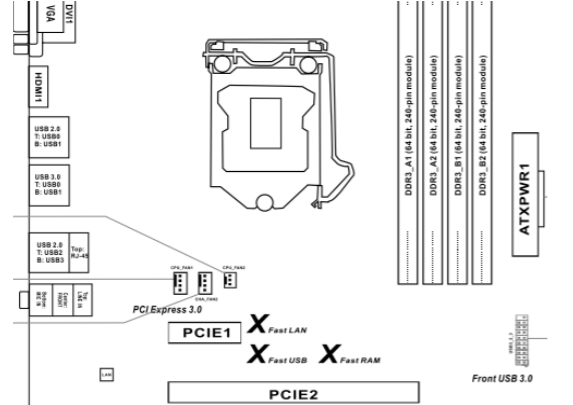 DVI1
VGA
HDMI1
USB 2.0
T: USB0
B: USB1
USB 3.0
T: USB0
B: USB1
USB 2.0
T: USB2
B: USB3
Top:
RJ-45
Top:
LINE IN
Center:
FRONT
Bottom:
MIC IN
CPU_FAN1
CPU_FAN2
CHA_FAN2
PCI Express 3.0
PCIE1
X Fast LAN
X Fast USB
X Fast RAM
LAN
PCIE2
DDR3_A1 (64 bit, 240-pin module)
DDR3_A2 (64 bit, 240-pin module)
DDR3_B1 (64 bit, 240-pin module)
DDR3_B2 (64 bit, 240-pin module)
ATXPWR1
Front USB 3.0